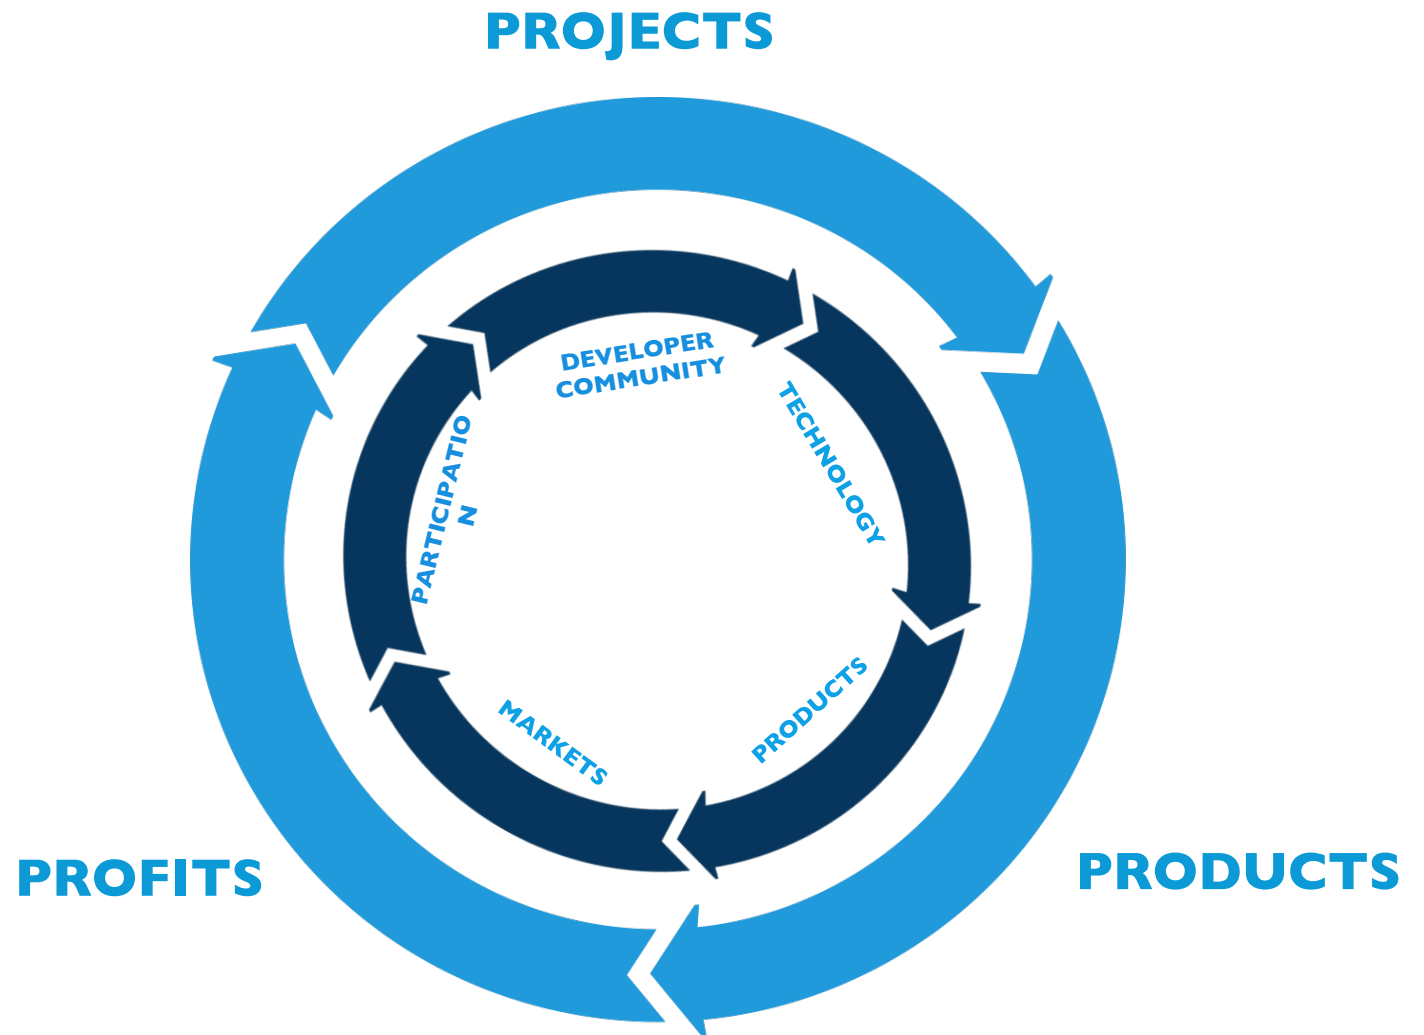 PROJECTS
DEVELOPER
COMMUNITY
TECHNOLOGY
PARTICIPATIO
N
PRODUCTS
MARKETS
PROFITS
PRODUCTS